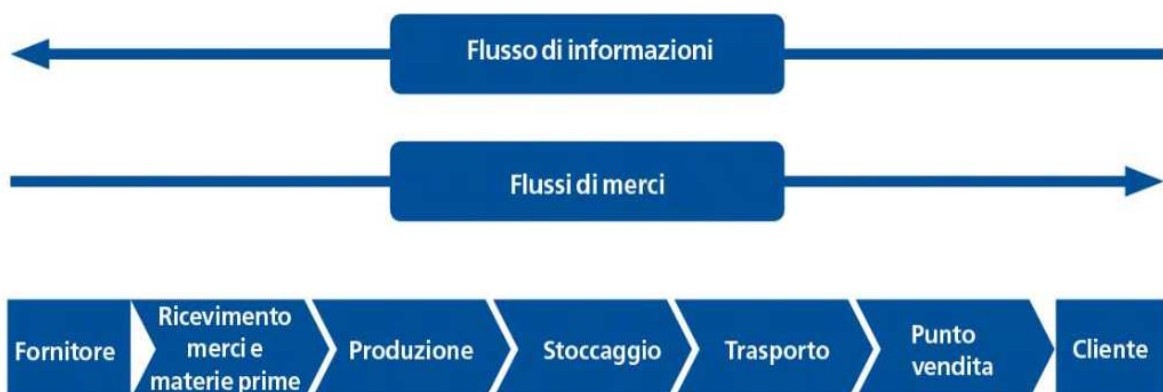 Flusso di informazioni
Flussi di merci
Fornitore
Ricevimento
merci e
materie prime
Produzione
Stoccaggio
Trasporto
Punto
vendita
Cliente